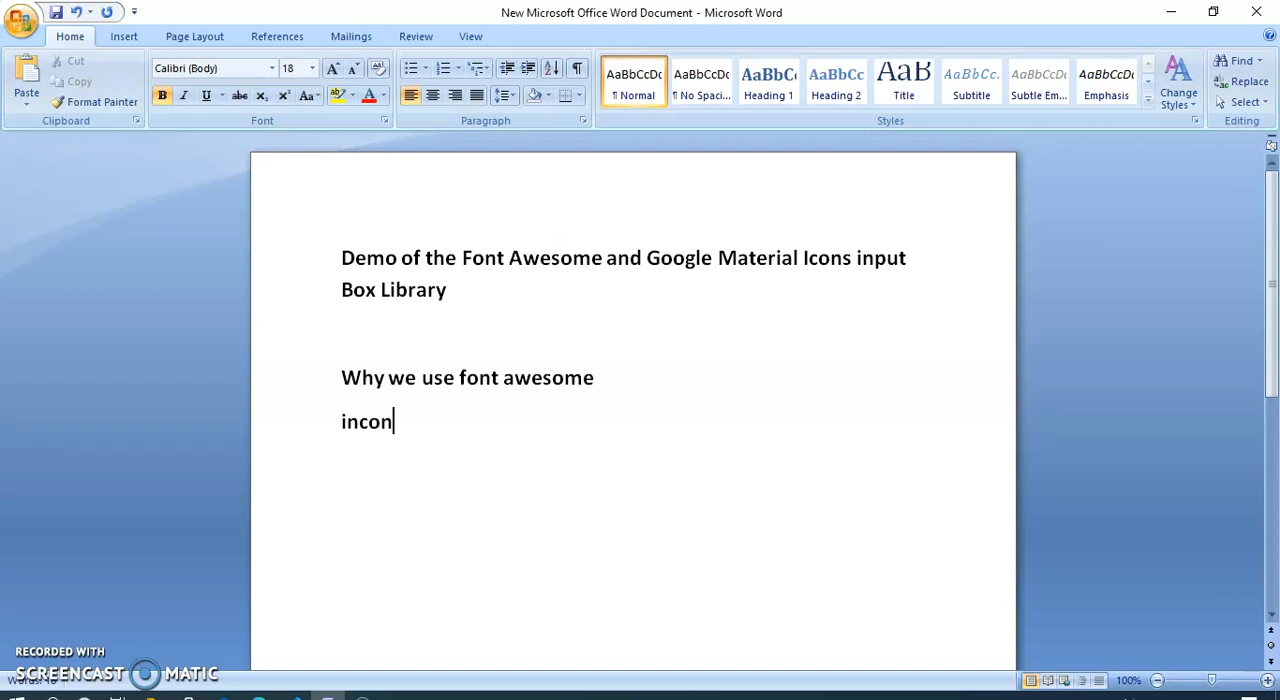 New Microsoft Office Word Document - Microsoft Word
Home Insert Page Layout References Mailings Review View
Paste
Cut
Copy
Format Painter
Clipboard
Calibri (Body) 18
B I U abc X₂ X² Aa A
Font
Paragraph
AaBbCcDc AaBbCcDc AaBbCc AaBbCc AaB AaBbCc. AaBbCcDc AaBbCcDc
¶ Normal ¶ No Spaci... Heading 1 Heading 2 Title Subtitle Subtle Em... Emphasis
Change Styles
Styles
Find
Replace
Select
Editing
Demo of the Font Awesome and Google Material Icons input
Box Library
Why we use font awesome
incon
RECORDED WITH
SCREENCAST MATIC
100%